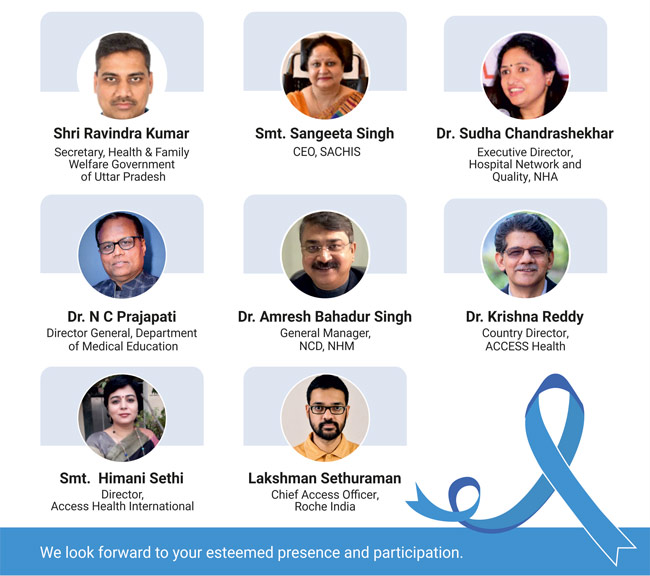 Shri Ravindra Kumar
Secretary, Health & Family
Welfare Government
of Uttar Pradesh
Smt. Sangeeta Singh
CEO, SACHIS
Dr. Sudha Chandrashekhar
Executive Director,
Hospital Network and
Quality, NHA
Dr. N C Prajapati
Director General, Department
of Medical Education
Dr. Amresh Bahadur Singh
General Manager,
NCD, NHM
Dr. Krishna Reddy
Country Director,
ACCESS Health
Smt. Himani Sethi
Director,
Access Health International
Lakshman Sethuraman
Chief Access Officer,
Roche India
We look forward to your esteemed presence and participation.